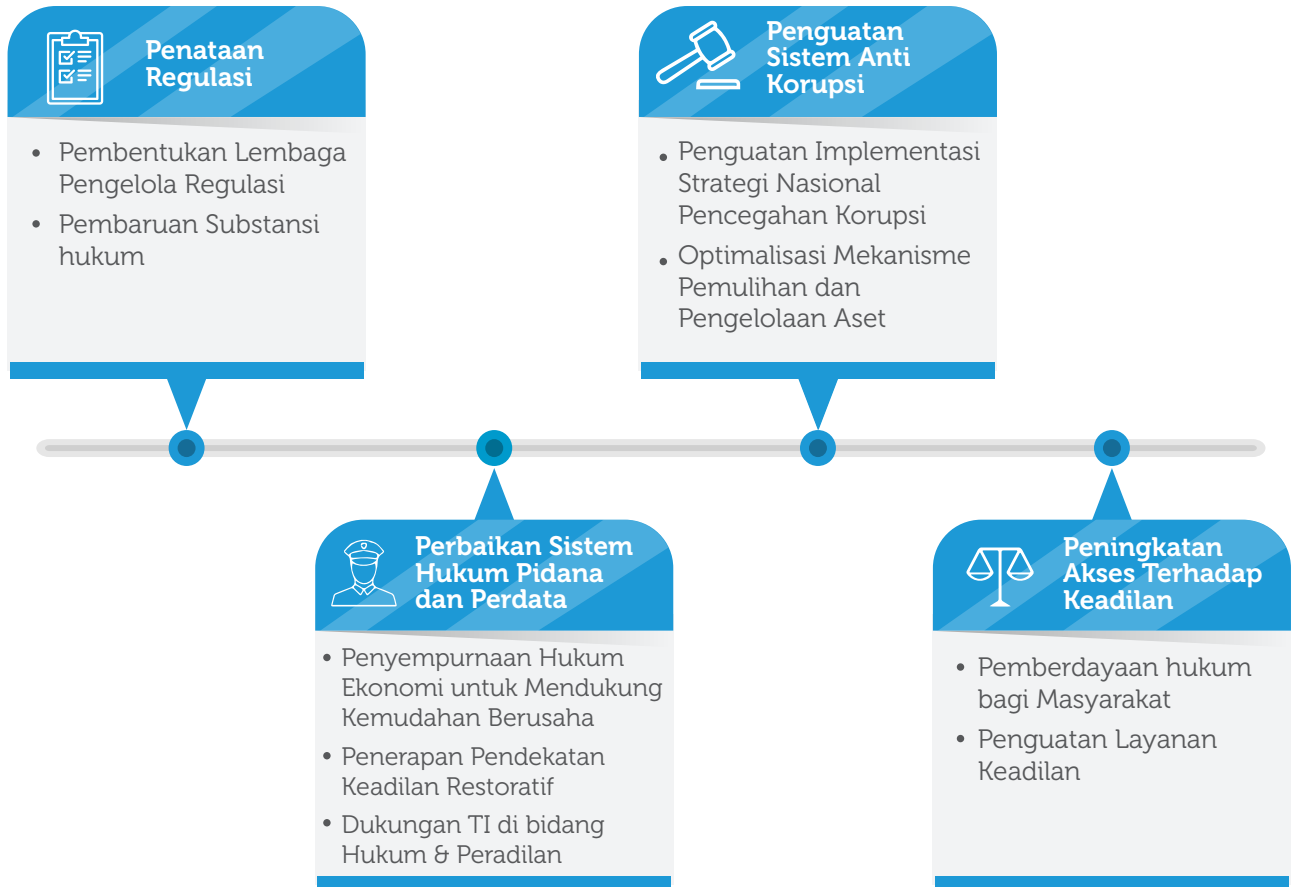 Penataan
Regulasi
• Pembentukan Lembaga
Pengelola Regulasi
• Pembaruan Substansi
hukum
Perbaikan Sistem
Hukum Pidana
dan Perdata
• Penyempurnaan Hukum
Ekonomi untuk Mendukung
Kemudahan Berusaha
• Penerapan Pendekatan
Keadilan Restoratif
• Dukungan TI di bidang
Hukum & Peradilan
Penguatan
Sistem Anti
Korupsi
• Penguatan Implementasi
Strategi Nasional
Pencegahan Korupsi
• Optimalisasi Mekanisme
Pemulihan dan
Pengelolaan Aset
Peningkatan
Akses Terhadap
Keadilan
• Pemberdayaan hukum
bagi Masyarakat
• Penguatan Layanan
Keadilan